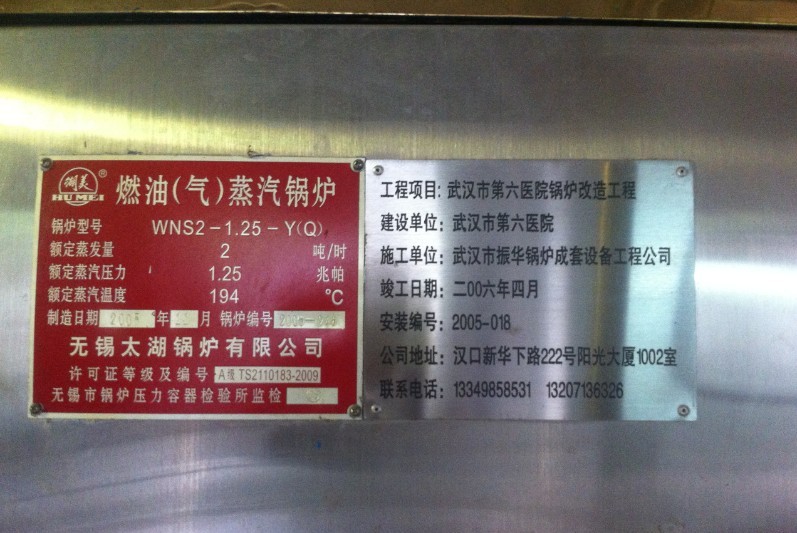 湖美®
HUMEI
燃油(气)蒸汽锅炉
锅炉型号 WNS2-1.25-Y(Q)
额定蒸发量 2 吨/时
额定蒸汽压力 1.25 兆帕
额定蒸汽温度 194 ℃
制造日期 2005 年 月 锅炉编号
无锡太湖锅炉有限公司
许可证等级及编号 A级 TS2110183-2009
无锡市锅炉压力容器检验所监检
工程项目: 武汉市第六医院锅炉改造工程
建设单位: 武汉市第六医院
施工单位: 武汉市振华锅炉成套设备工程公司
竣工日期: 二00六年四月
安装编号: 2005-018
公司地址: 汉口新华下路222号阳光大厦1002室
联系电话: 13349858531 13207136326